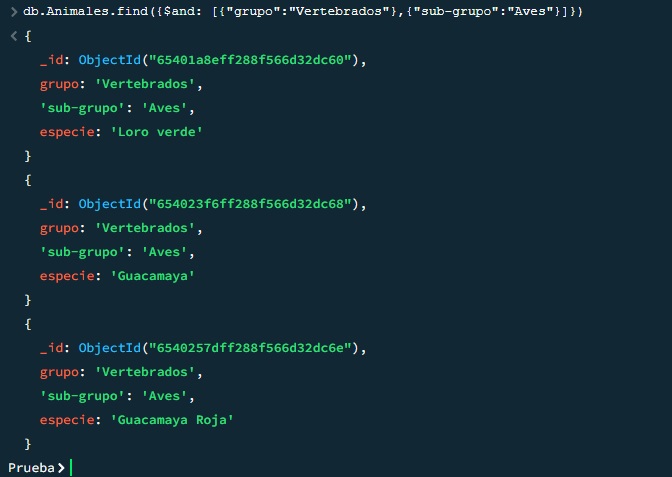 > db.Animales.find({$and: [{"grupo":"Vertebrados"},{"sub-grupo":"Aves"}]})
< {
_id: ObjectId("65401a8eff288f566d32dc60"),
grupo: 'Vertebrados',
'sub-grupo': 'Aves',
especie: 'Loro verde'
}
{
_id: ObjectId("654023f6ff288f566d32dc68"),
grupo: 'Vertebrados',
'sub-grupo': 'Aves',
especie: 'Guacamaya'
}
{
_id: ObjectId("6540257dff288f566d32dc6e"),
grupo: 'Vertebrados',
'sub-grupo': 'Aves',
especie: 'Guacamaya Roja'
}
Prueba>